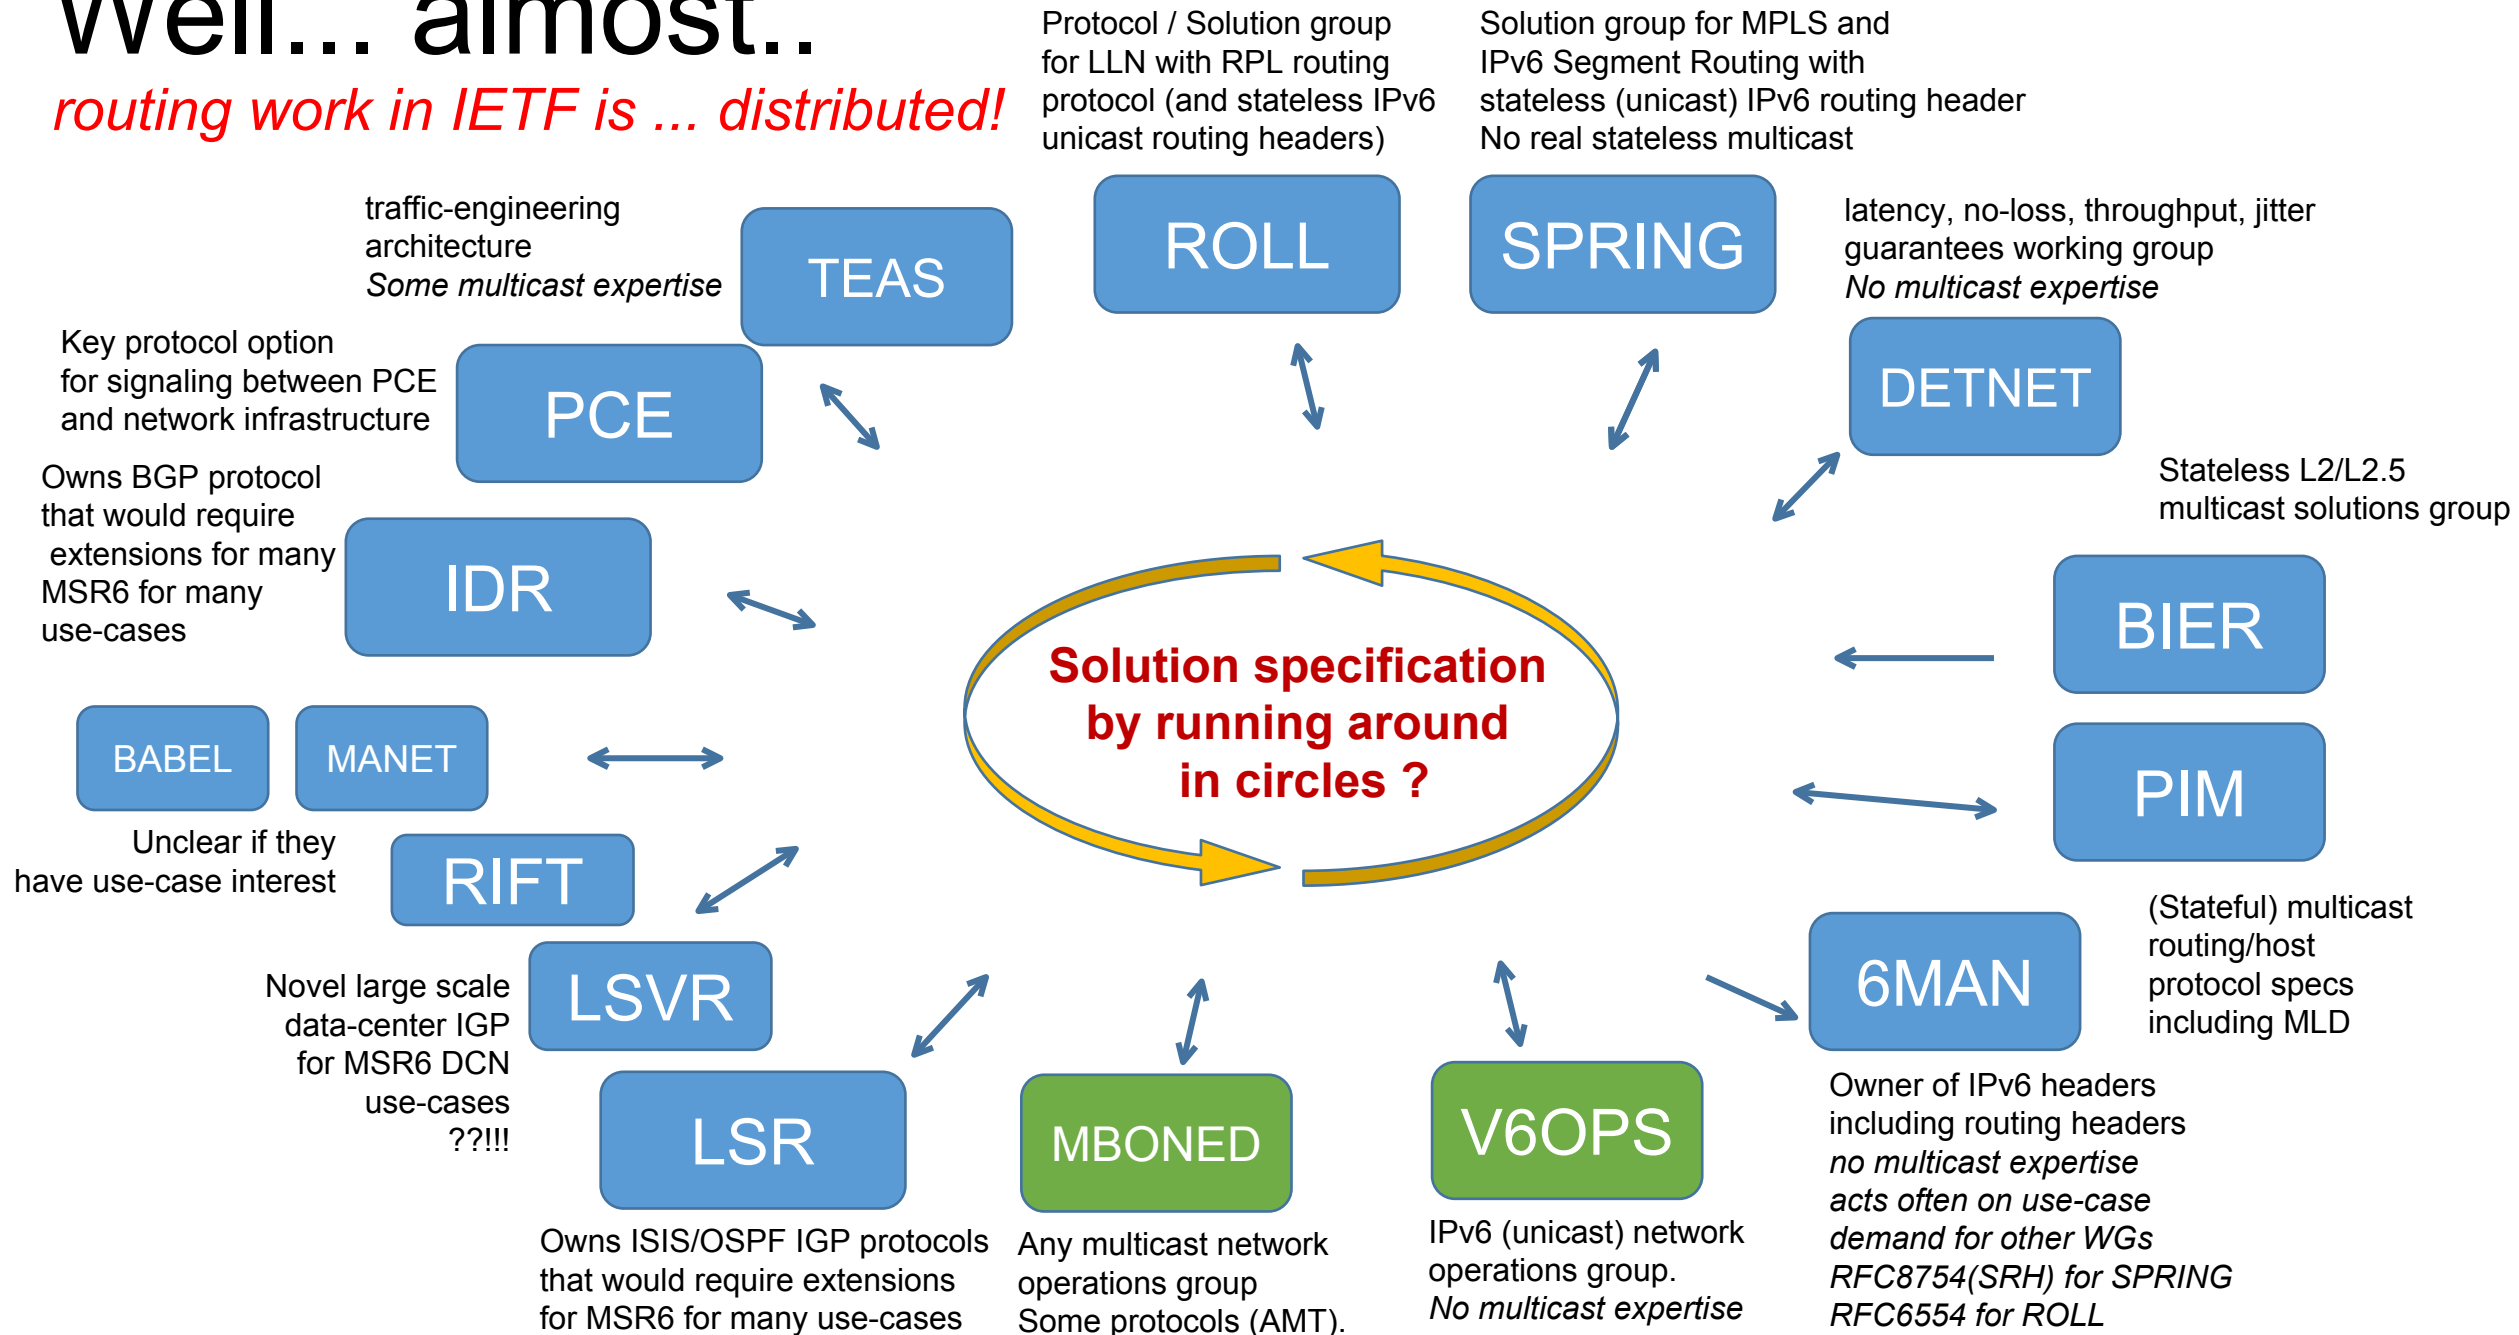 Well... almost..
routing work in IETF is ... distributed!
Protocol / Solution group
for LLN with RPL routing
protocol (and stateless IPv6
unicast routing headers)
Solution group for MPLS and
IPv6 Segment Routing with
stateless (unicast) IPv6 routing header
No real stateless multicast
traffic-engineering
architecture
Some multicast expertise
TEAS
ROLL
SPRING
latency, no-loss, throughput, jitter
guarantees working group
No multicast expertise
Key protocol option
for signaling between PCE
and network infrastructure
PCE
DETNET
Owns BGP protocol
that would require
extensions for many
MSR6 for many
use-cases
IDR
Stateless L2/L2.5
multicast solutions group
BIER
Solution specification
by running around
in circles ?
BABEL
MANET
PIM
Unclear if they
have use-case interest
RIFT
(Stateful) multicast
routing/host
protocol specs
including MLD
Novel large scale
data-center IGP
for MSR6 DCN
use-cases
??!!!
LSVR
6MAN
LSR
MBONED
V6OPS
Owner of IPv6 headers
including routing headers
no multicast expertise
acts often on use-case
demand for other WGs
RFC8754(SRH) for SPRING
RFC6554 for ROLL
Owns ISIS/OSPF IGP protocols
that would require extensions
for MSR6 for many use-cases
Any multicast network
operations group
Some protocols (AMT).
IPv6 (unicast) network
operations group.
No multicast expertise